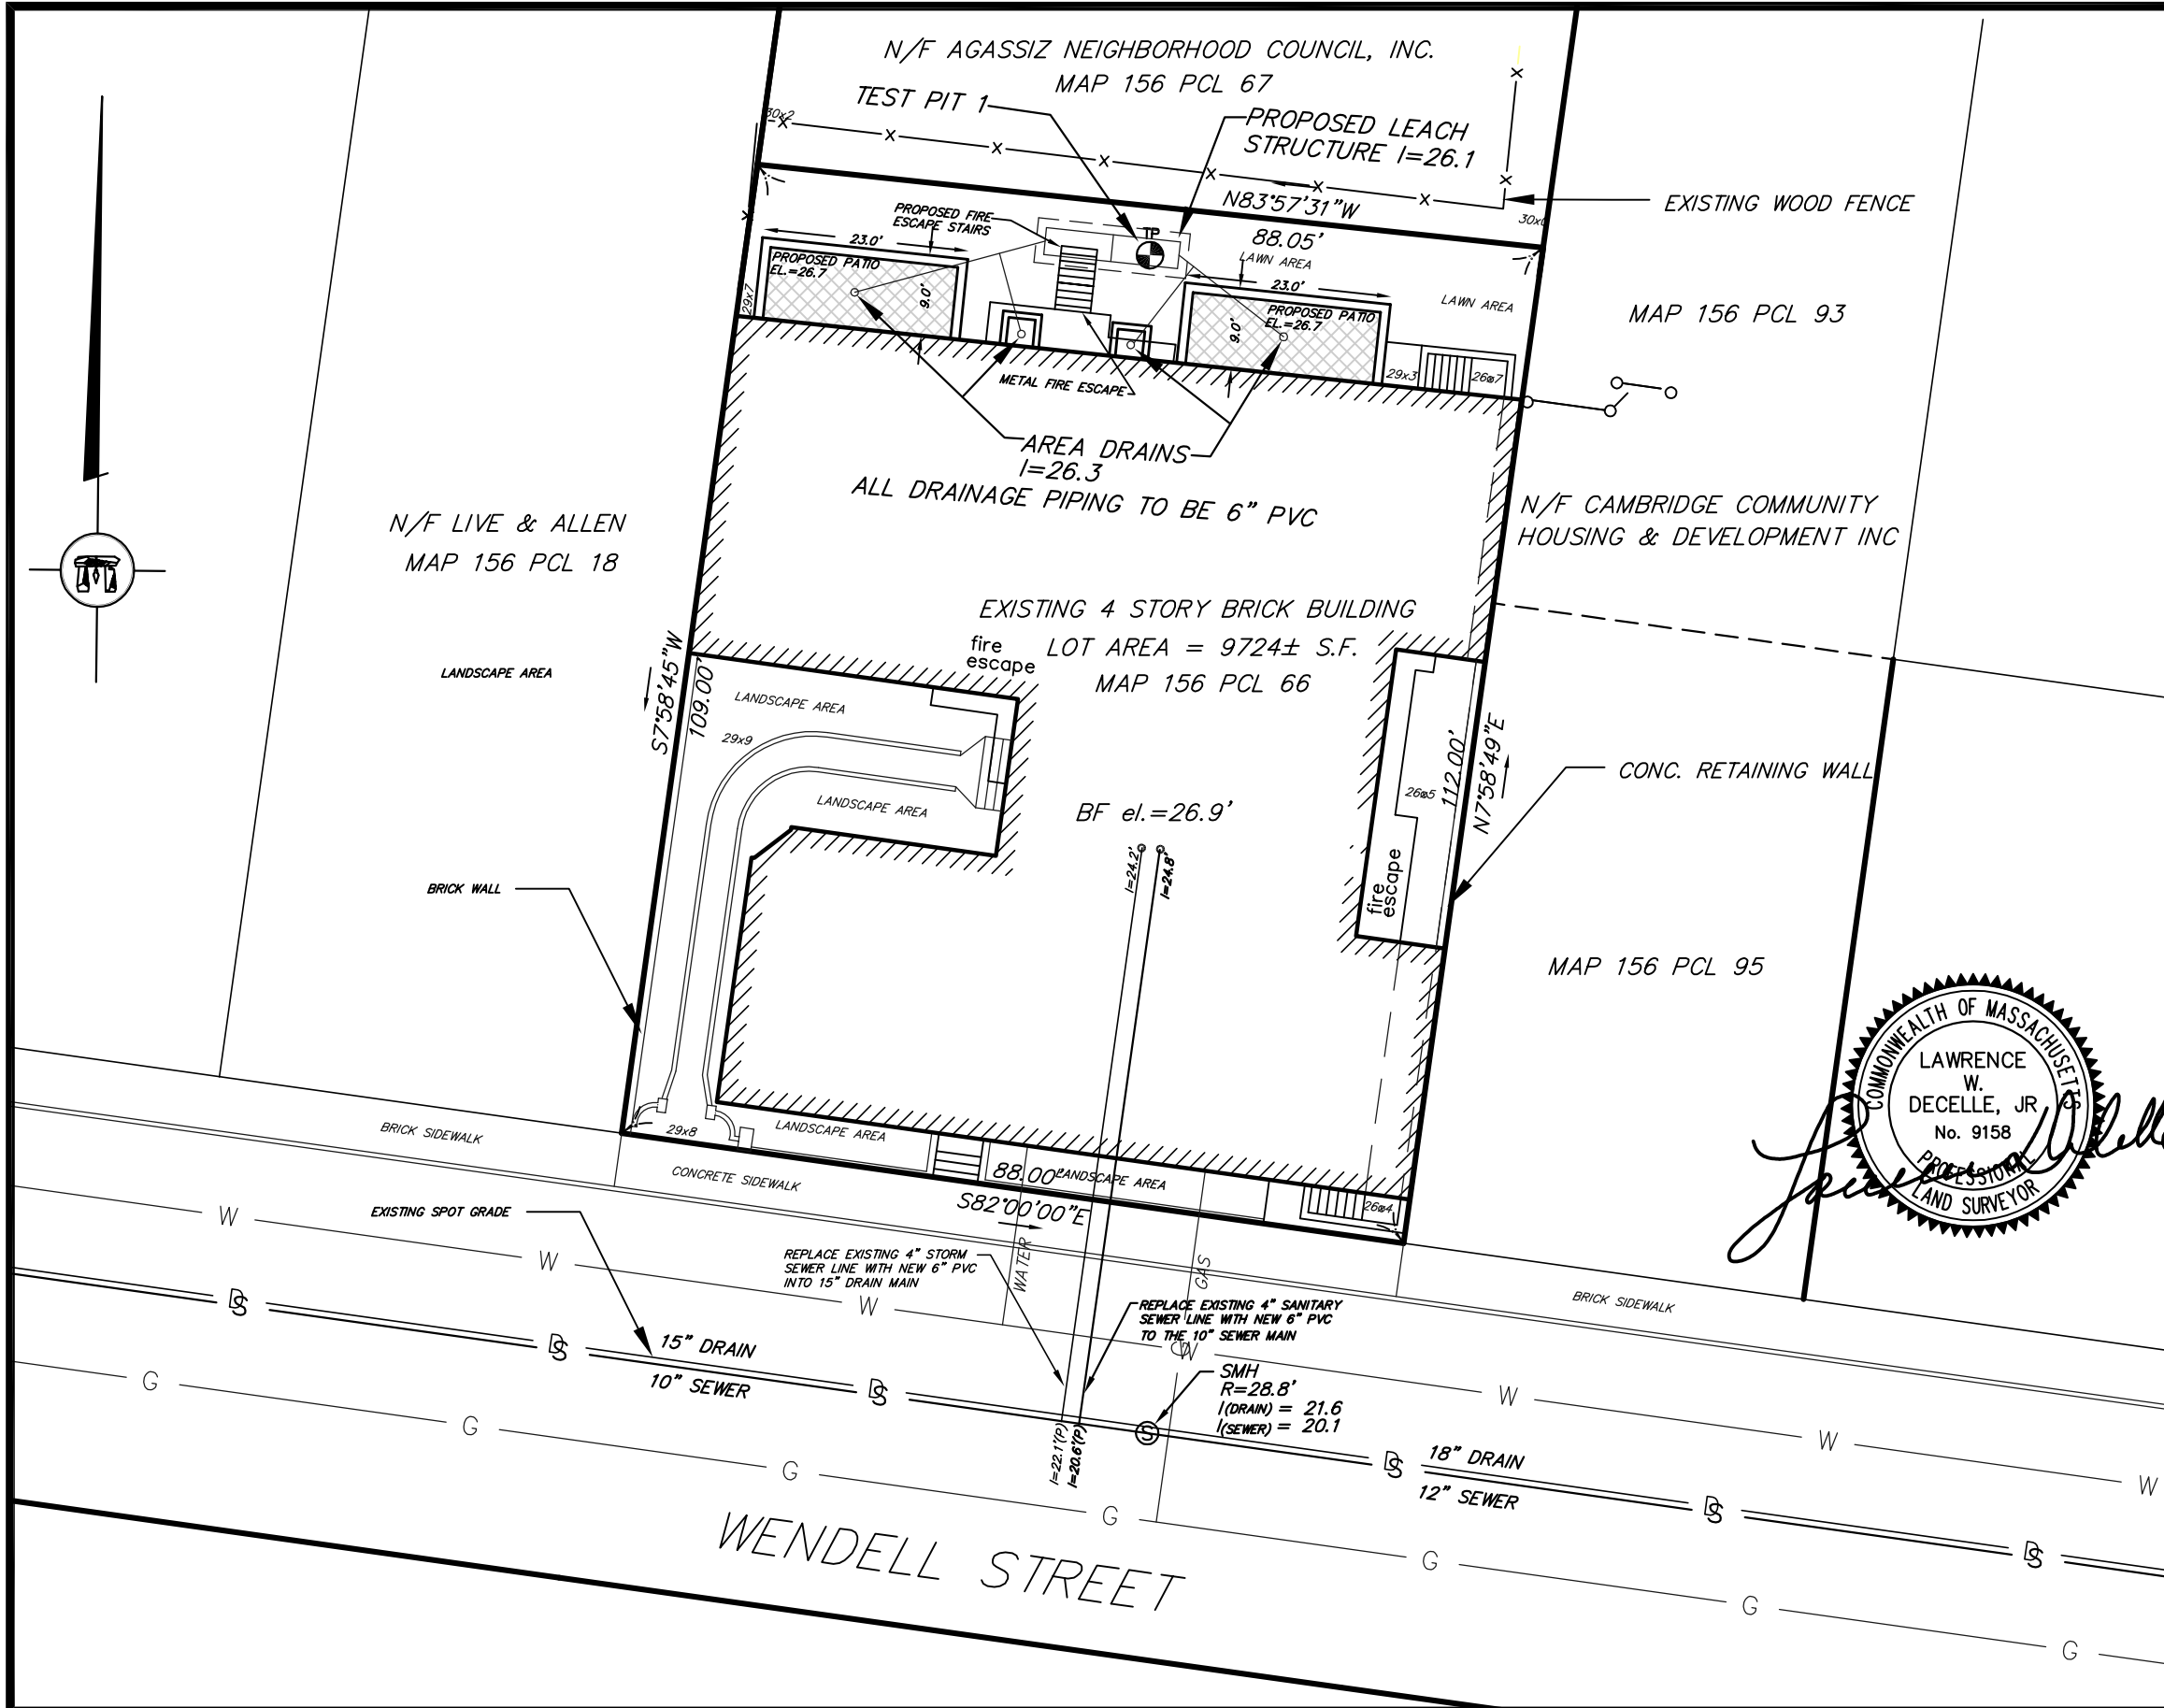 N/F AGASSIZ NEIGHBORHOOD COUNCIL, INC.
MAP 156 PCL 67
TEST PIT 1
PROPOSED LEACH
STRUCTURE I=26.1
30x2
N83°57'31"W
88.05'
EXISTING WOOD FENCE
PROPOSED FIRE
ESCAPE STAIRS
TP
23.0'
PROPOSED PATIO
EL.=26.7
9.0'
29x7
LAWN AREA
23.0'
PROPOSED PATIO
EL.=26.7
9.0'
LAWN AREA
MAP 156 PCL 93
METAL FIRE ESCAPE
29x3
26x7
AREA DRAINS
I=26.3
ALL DRAINAGE PIPING TO BE 6" PVC
N/F LIVE & ALLEN
MAP 156 PCL 18
N/F CAMBRIDGE COMMUNITY
HOUSING & DEVELOPMENT INC
EXISTING 4 STORY BRICK BUILDING
LOT AREA = 9724± S.F.
MAP 156 PCL 66
fire
escape
LANDSCAPE AREA
S7°58'45"W
109.00'
LANDSCAPE AREA
29x9
LANDSCAPE AREA
BF el.=26.9'
I=24.2'
I=24.8'
26x5
112.00'
N7°58'49"E
fire
escape
CONC. RETAINING WALL
BRICK WALL
MAP 156 PCL 95
COMMONWEALTH OF MASSACHUSETTS
LAWRENCE
W.
DECELLE, JR
No. 9158
PROFESSIONAL
LAND SURVEYOR
BRICK SIDEWALK
29x8
LANDSCAPE AREA
CONCRETE SIDEWALK
88.00'
LANDSCAPE AREA
S82°00'00"E
26x4
EXISTING SPOT GRADE
WATER
GAS
REPLACE EXISTING 4" STORM
SEWER LINE WITH NEW 6" PVC
INTO 15" DRAIN MAIN
REPLACE EXISTING 4" SANITARY
SEWER LINE WITH NEW 6" PVC
TO THE 10" SEWER MAIN
BRICK SIDEWALK
W W W W W W W
D S D S D S D S D S D S
15" DRAIN
10" SEWER
SMH
R=28.8'
I(DRAIN) = 21.6
I(SEWER) = 20.1
S
I=22.1'(P)
I=20.6'(P)
18" DRAIN
12" SEWER
G G G G G G G G
WENDELL STREET